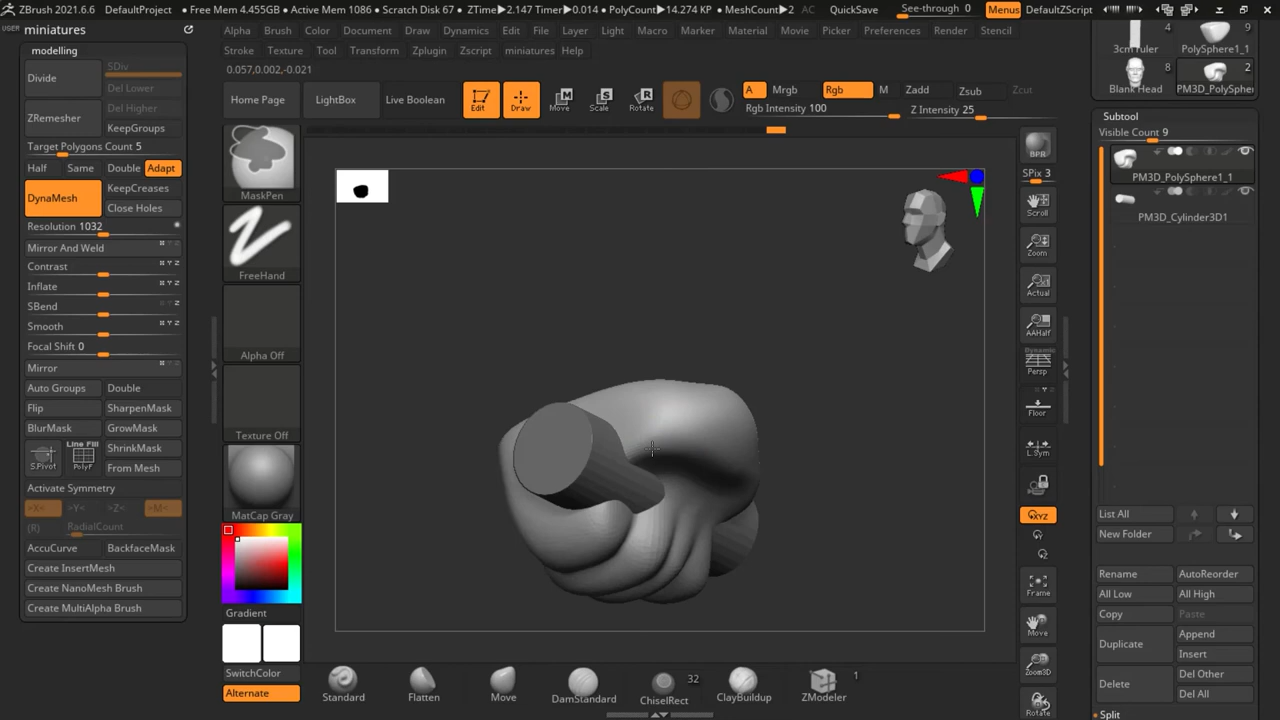 ZBrush 2021.6.6 DefaultProject • Free Mem 4.455GB • Active Mem 1086 • Scratch Disk 67 • ZTime▶2.147 Timer▶0.014 • PolyCount▶14.274 KP • MeshCount▶2 AC QuickSave See-through 0 Menus DefaultZScript
USER miniatures
Alpha Brush Color Document Draw Dynamics Edit File Layer Light Macro Marker Material Movie Picker Preferences Render Stencil
Stroke Texture Tool Transform Zplugin Zscript miniatures Help
0.057,0.002,-0.021
modelling
Divide
SDiv
Del Lower
Del Higher
ZRemesher
KeepGroups
Target Polygons Count 5
Half Same Double Adapt
DynaMesh
KeepCreases
Close Holes
Resolution 1032
Mirror And Weld
Contrast
Inflate
SBend
Smooth
Focal Shift 0
Mirror
Auto Groups Double
Flip SharpenMask
BlurMask GrowMask
S.Pivot
Line Fill
PolyF
ShrinkMask
From Mesh
Activate Symmetry
>X< >Y< >Z< >M<
(R) RadialCount
AccuCurve BackfaceMask
Create InsertMesh
Create NanoMesh Brush
Create MultiAlpha Brush
Home Page LightBox Live Boolean
Edit Draw Move Scale Rotate
A Mrgb Rgb M Zadd Zsub Zcut
Rgb Intensity 100 Z Intensity 25
MaskPen
FreeHand
Alpha Off
Texture Off
MatCap Gray
Gradient
SwitchColor
Alternate
Standard Flatten Move DamStandard ChiselRect 32 ClayBuildup ZModeler 1
BPR
SPix 3
Scroll
Zoom
Actual
AAHalf
Dynamic
Persp
Floor
L.Sym
XYZ
Y
Z
Frame
Move
Zoom3D
Rotate
4 9
3cm ruler PolySphere1_1
8 2
Blank Head PM3D_PolySpher
Subtool
Visible Count 9
PM3D_PolySphere1_1
PM3D_Cylinder3D1
List All
New Folder
Rename AutoReorder
All Low All High
Copy Paste
Duplicate
Append
Insert
Delete
Del Other
Del All
Split